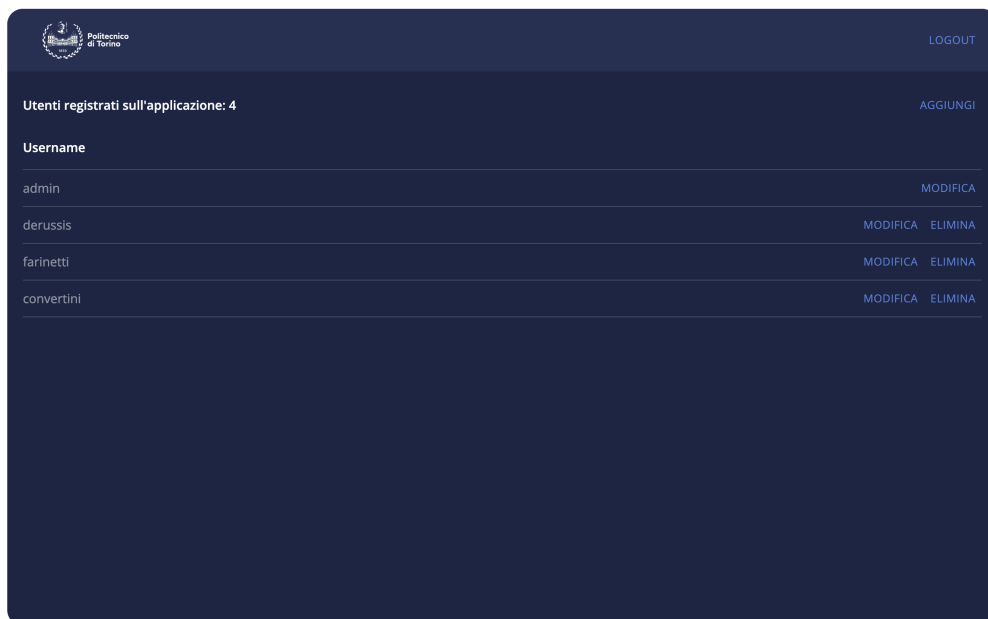 Politecnico
di Torino
LOGOUT
Utenti registrati sull'applicazione: 4
AGGIUNGI
Username
admin
MODIFICA
derussis
MODIFICA ELIMINA
farinetti
MODIFICA ELIMINA
convertini
MODIFICA ELIMINA